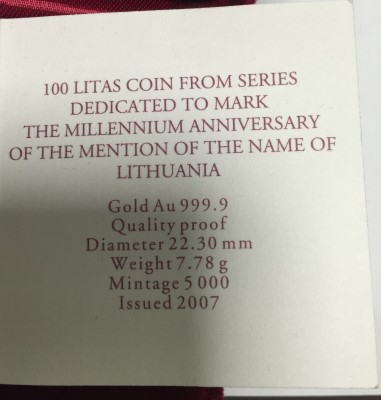 100 LITAS COIN FROM SERIES
DEDICATED TO MARK
THE MILLENNIUM ANNIVERSARY
OF THE MENTION OF THE NAME OF
LITHUANIA
Gold Au 999.9
Quality proof
Diameter 22.30 mm
Weight 7.78 g
Mintage 5 000
Issued 2007